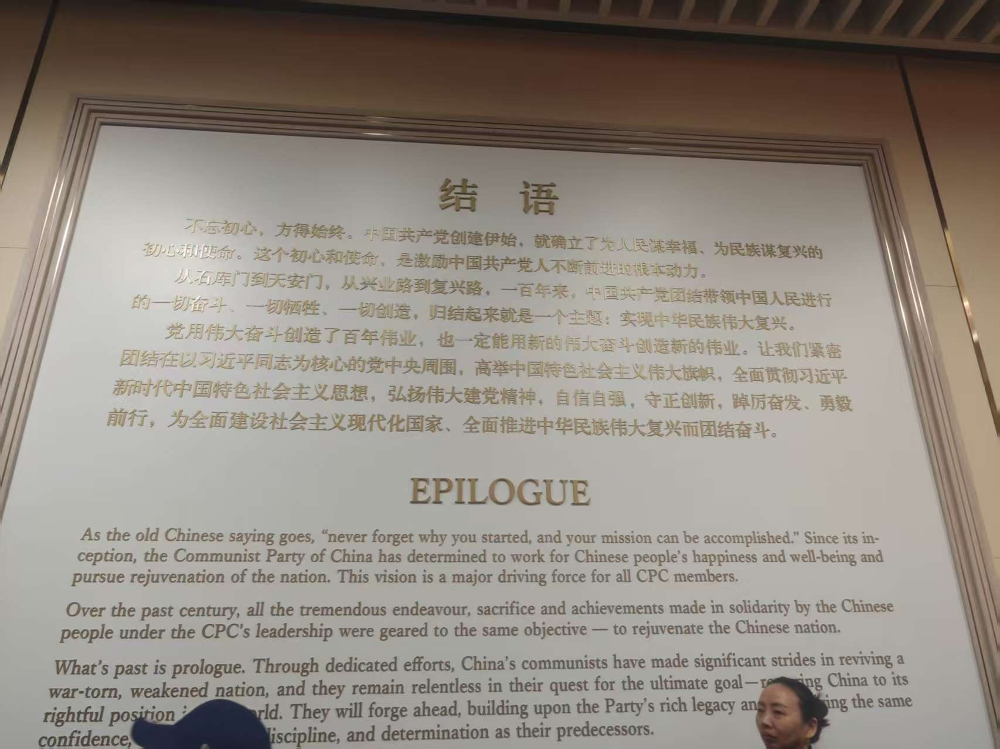 结 语
不忘初心，方得始终。中国共产党创建伊始，就确立了为人民谋幸福、为民族谋复兴的
初心和使命。这个初心和使命，是激励中国共产党人不断前进的根本动力。
从石库门到天安门，从兴业路到复兴路，一百年来，中国共产党团结带领中国人民进行
的一切奋斗、一切牺牲、一切创造，归结起来就是一个主题：实现中华民族伟大复兴。
党用伟大奋斗创造了百年伟业，也一定能用新的伟大奋斗创造新的伟业。让我们紧密
团结在以习近平同志为核心的党中央周围，高举中国特色社会主义伟大旗帜，全面贯彻习近平
新时代中国特色社会主义思想，弘扬伟大建党精神，自信自强，守正创新，踔厉奋发、勇毅
前行，为全面建设社会主义现代化国家、全面推进中华民族伟大复兴而团结奋斗。
EPILOGUE
As the old Chinese saying goes, “never forget why you started, and your mission can be accomplished.” Since its in-
ception, the Communist Party of China has determined to work for Chinese people’s happiness and well-being and
pursue rejuvenation of the nation. This vision is a major driving force for all CPC members.
Over the past century, all the tremendous endeavour, sacrifice and achievements made in solidarity by the Chinese
people under the CPC’s leadership were geared to the same objective — to rejuvenate the Chinese nation.
What’s past is prologue. Through dedicated efforts, China’s communists have made significant strides in reviving a
war-torn, weakened nation, and they remain relentless in their quest for the ultimate goal— China to its
rightful position They will forge ahead, building upon the Party’s rich legacy the same
confidence, discipline, and determination as their predecessors.